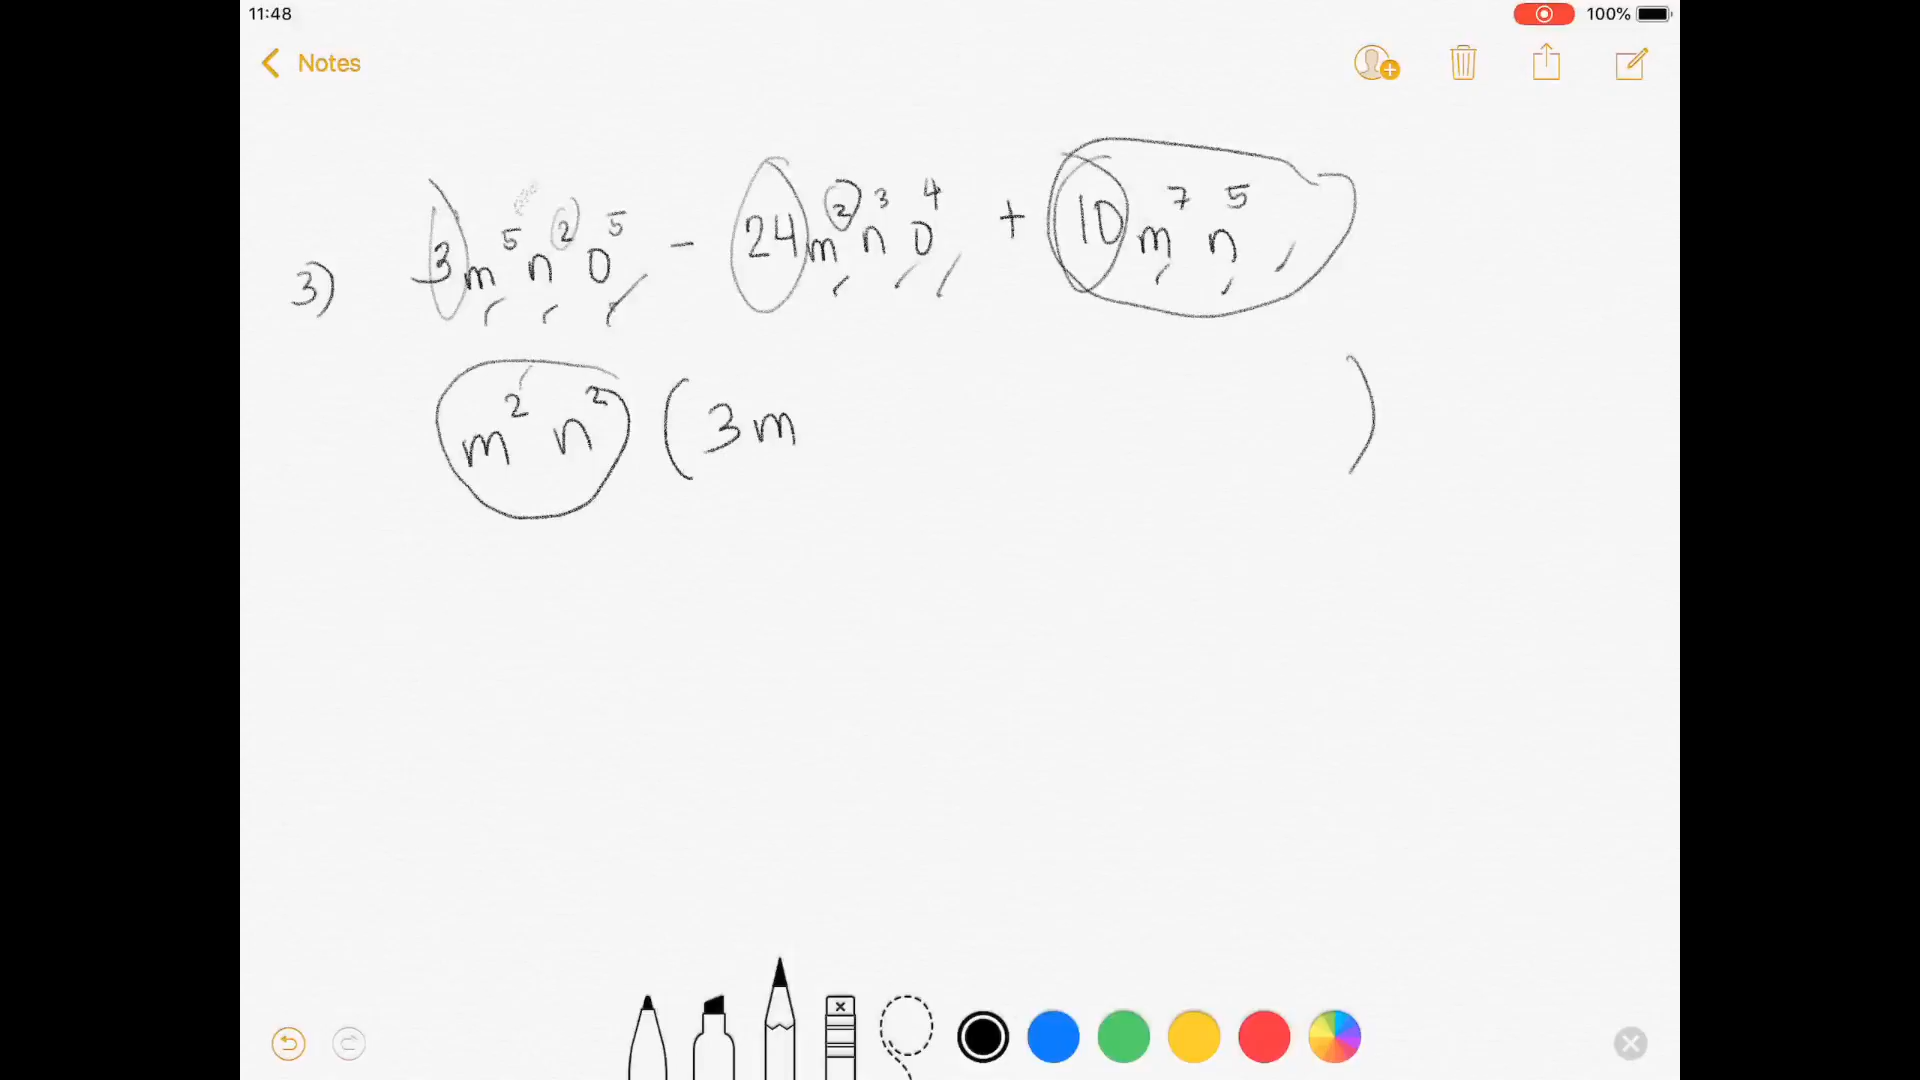 11:48 100%
Notes
3) 3m⁵n²o⁵ - 24m²n³o⁴ + 10m⁷n⁵
m²n² (3m )